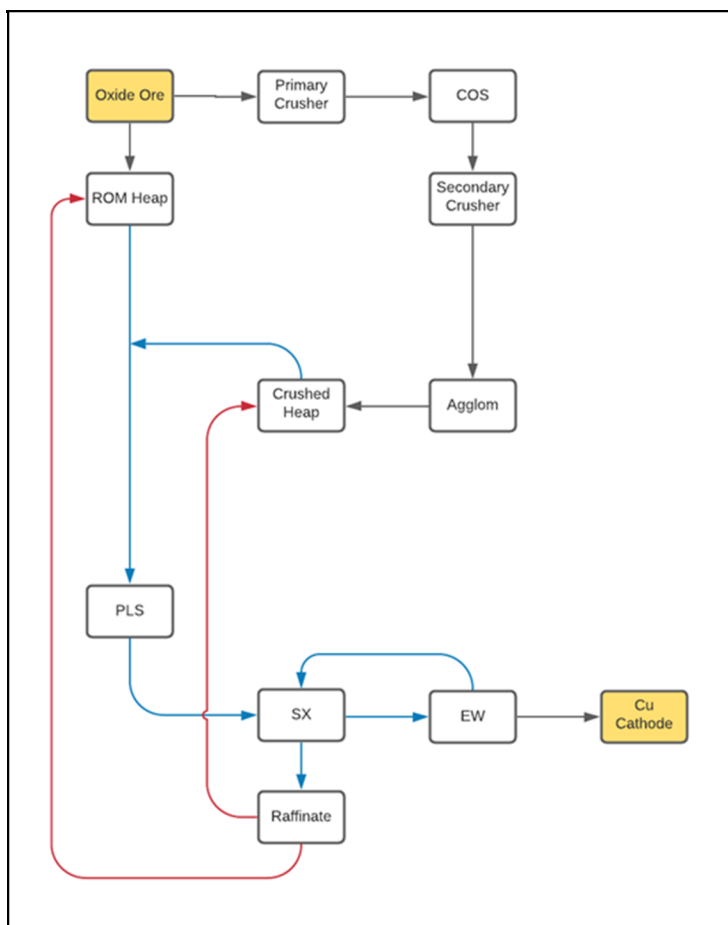 Oxide Ore
Primary
Crusher
COS
ROM Heap
Secondary
Crusher
Crushed
Heap
Agglom
PLS
SX
EW
Cu
Cathode
Raffinate